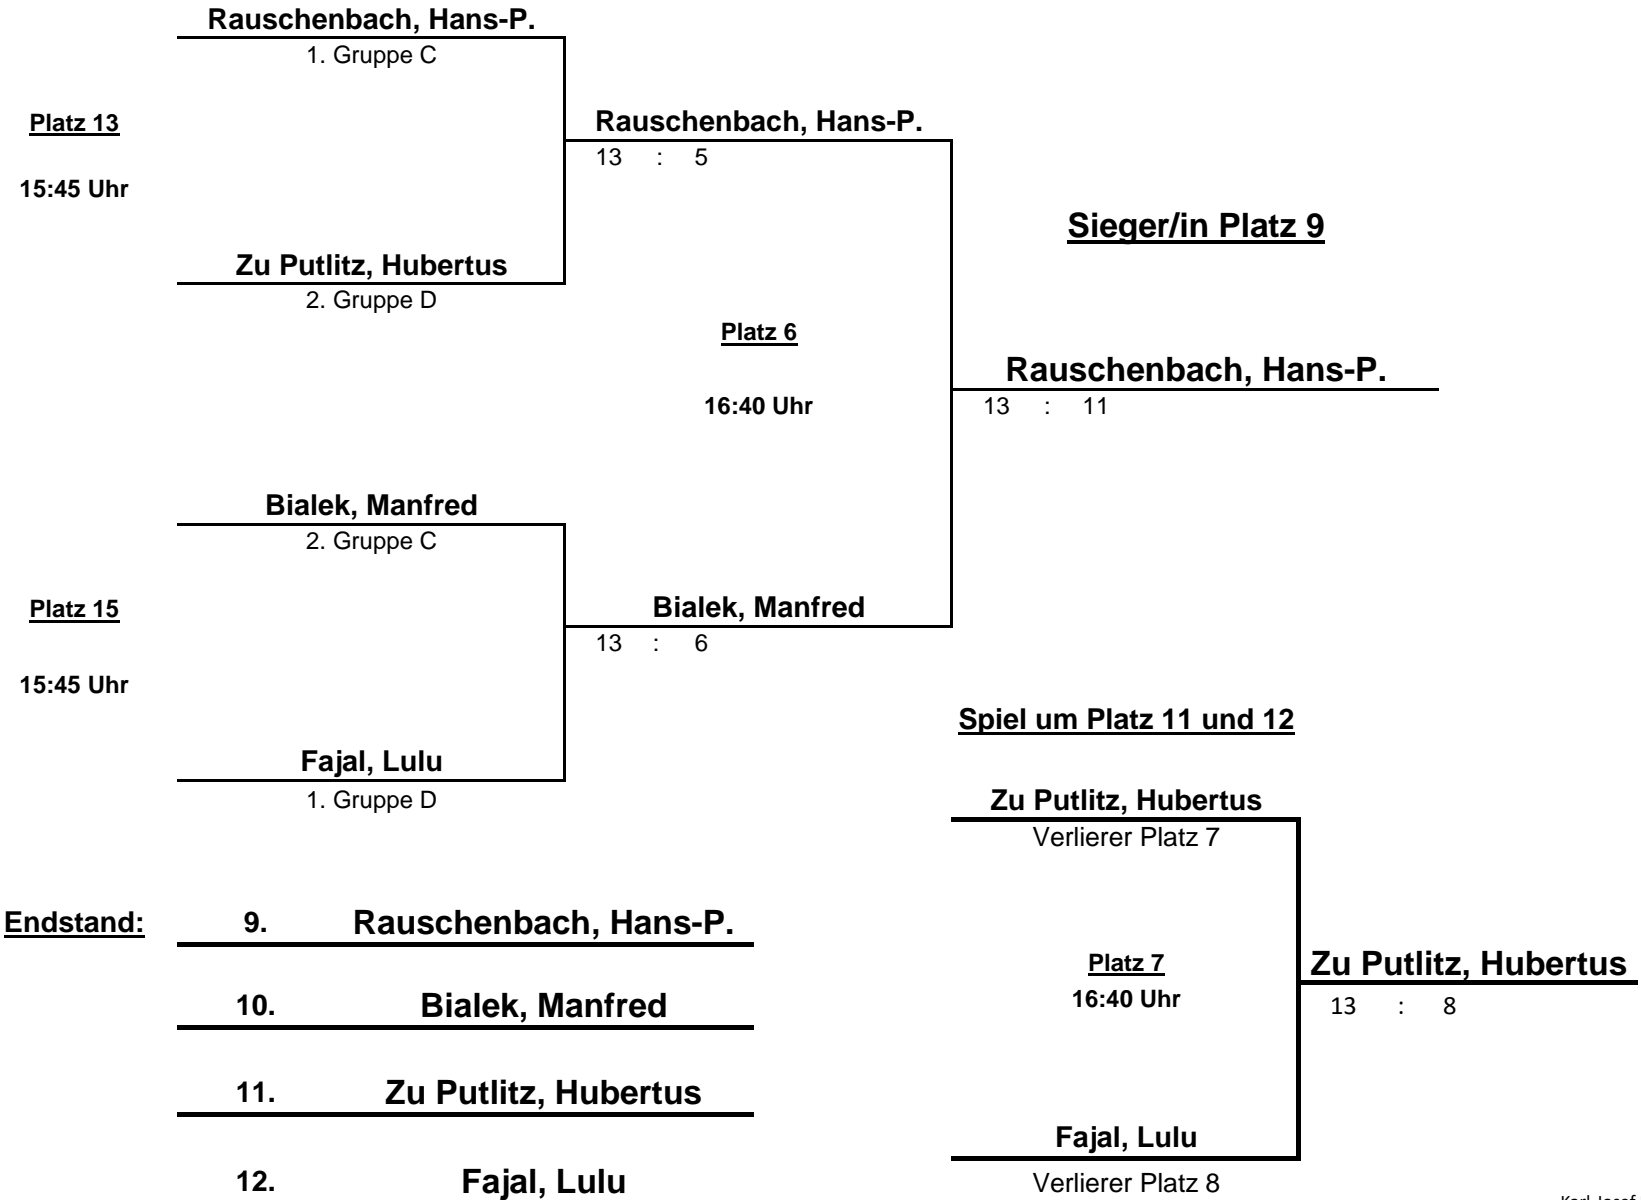 Rauschenbach, Hans-P.
1. Gruppe C
Platz 13
Rauschenbach, Hans-P.
13 : 5
15:45 Uhr
Sieger/in Platz 9
Zu Putlitz, Hubertus
2. Gruppe D
Platz 6
Rauschenbach, Hans-P.
16:40 Uhr
13 : 11
Bialek, Manfred
2. Gruppe C
Platz 15
Bialek, Manfred
13 : 6
15:45 Uhr
Spiel um Platz 11 und 12
Fajal, Lulu
1. Gruppe D
Zu Putlitz, Hubertus
Verlierer Platz 7
Endstand: 9. Rauschenbach, Hans-P.
Platz 7
Zu Putlitz, Hubertus
10. Bialek, Manfred
16:40 Uhr
13 : 8
11. Zu Putlitz, Hubertus
Fajal, Lulu
12. Fajal, Lulu
Verlierer Platz 8